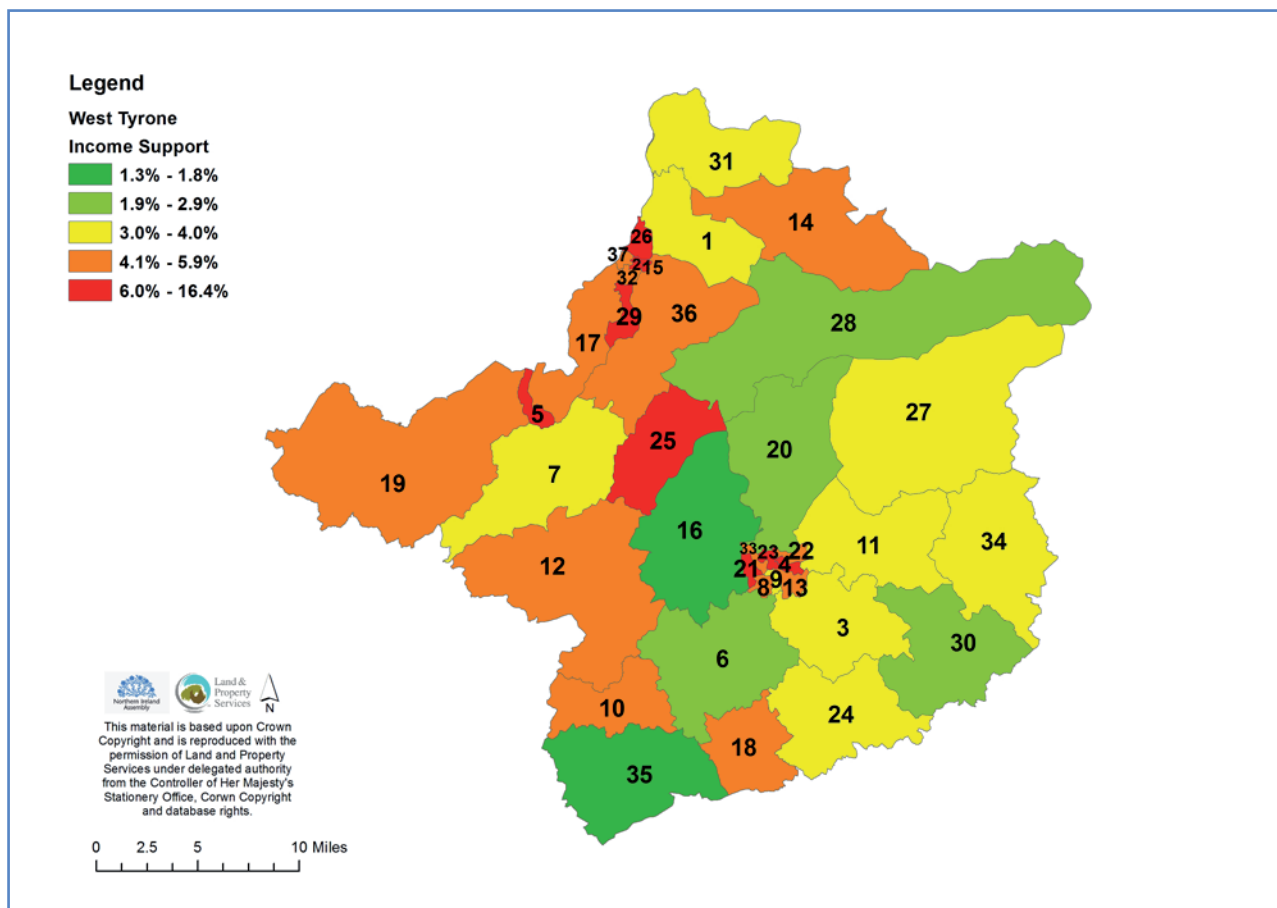 Legend
West Tyrone
Income Support
1.3% - 1.8%
1.9% - 2.9%
3.0% - 4.0%
4.1% - 5.9%
6.0% - 16.4%
31
14
1
26
37
2
15
32
36
29
28
17
27
5
25
20
7
19
16
11
34
12
33
23
22
21
4
8
9
13
3
30
6
10
24
18
35
Northern Ireland
Assembly
Land &
Property
Services
N
This material is based upon Crown
Copyright and is reproduced with the
permission of Land and Property
Services under delegated authority
from the Controller of Her Majesty's
Stationery Office, Corwn Copyright
and database rights.
0 2.5 5 10 Miles